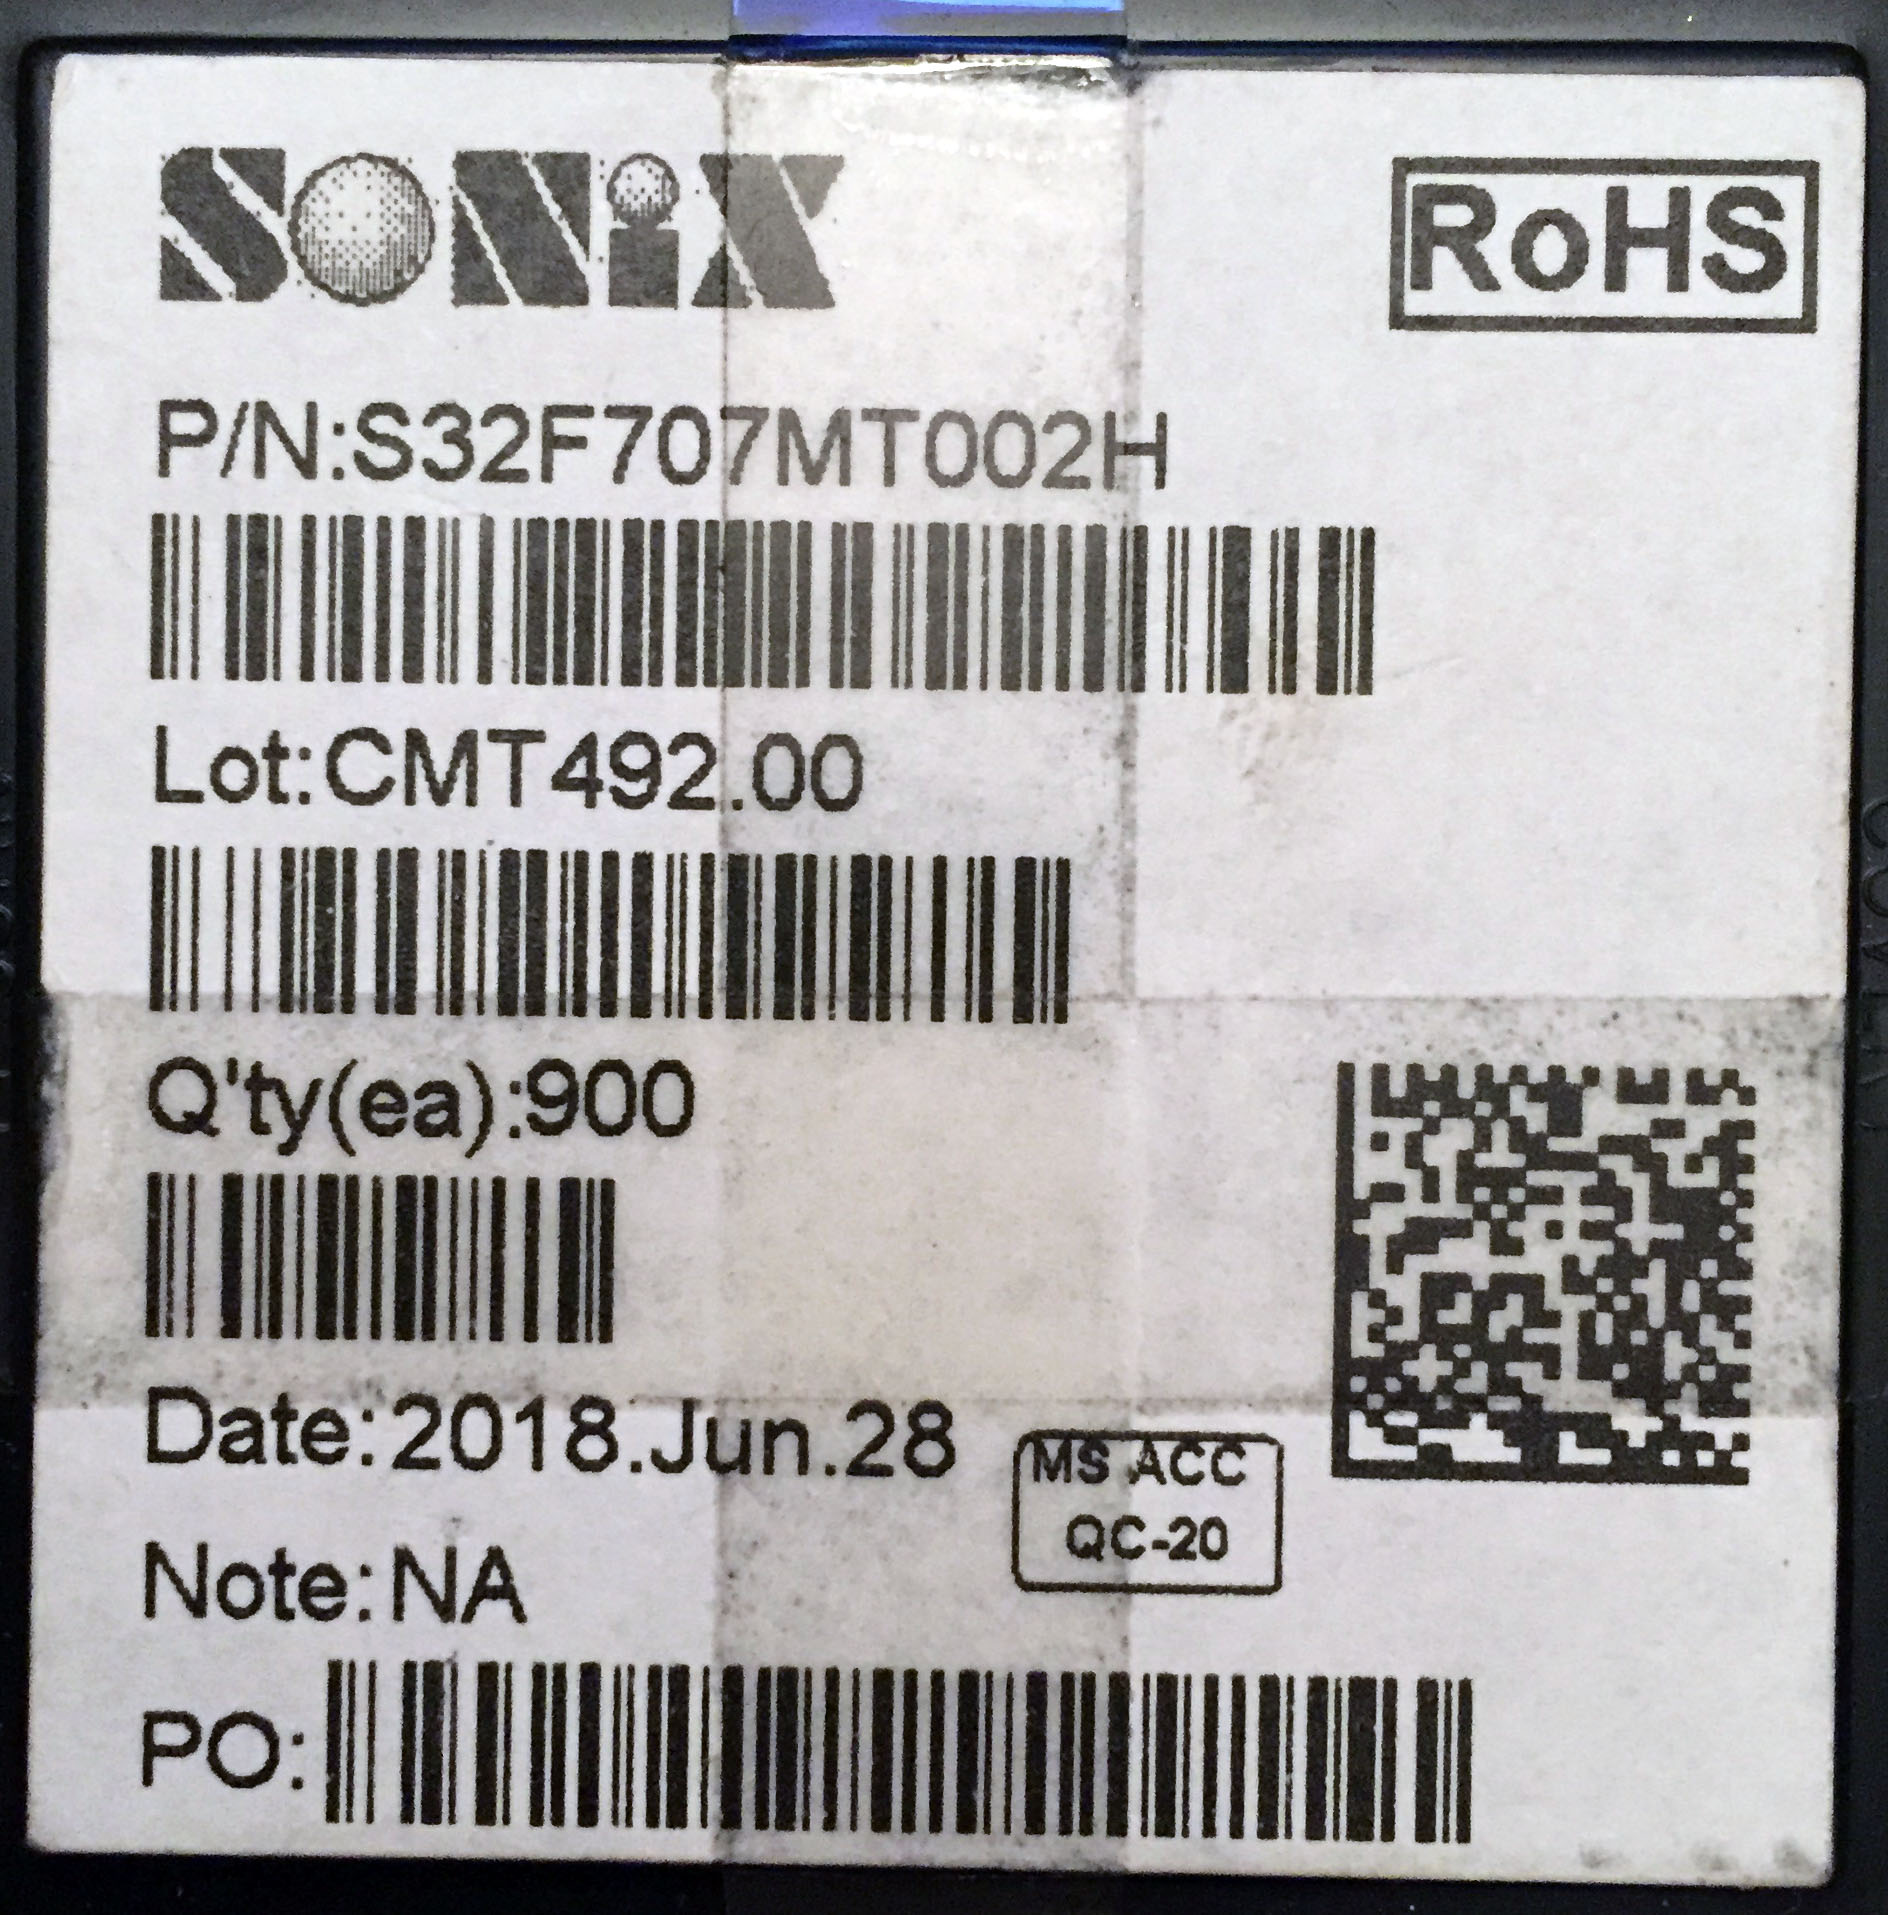 SONiX
RoHS
P/N:S32F707MT002H
Lot:CMT492.00
Q'ty(ea):900
Date:2018.Jun.28
MS ACC
QC-20
Note:NA
PO: